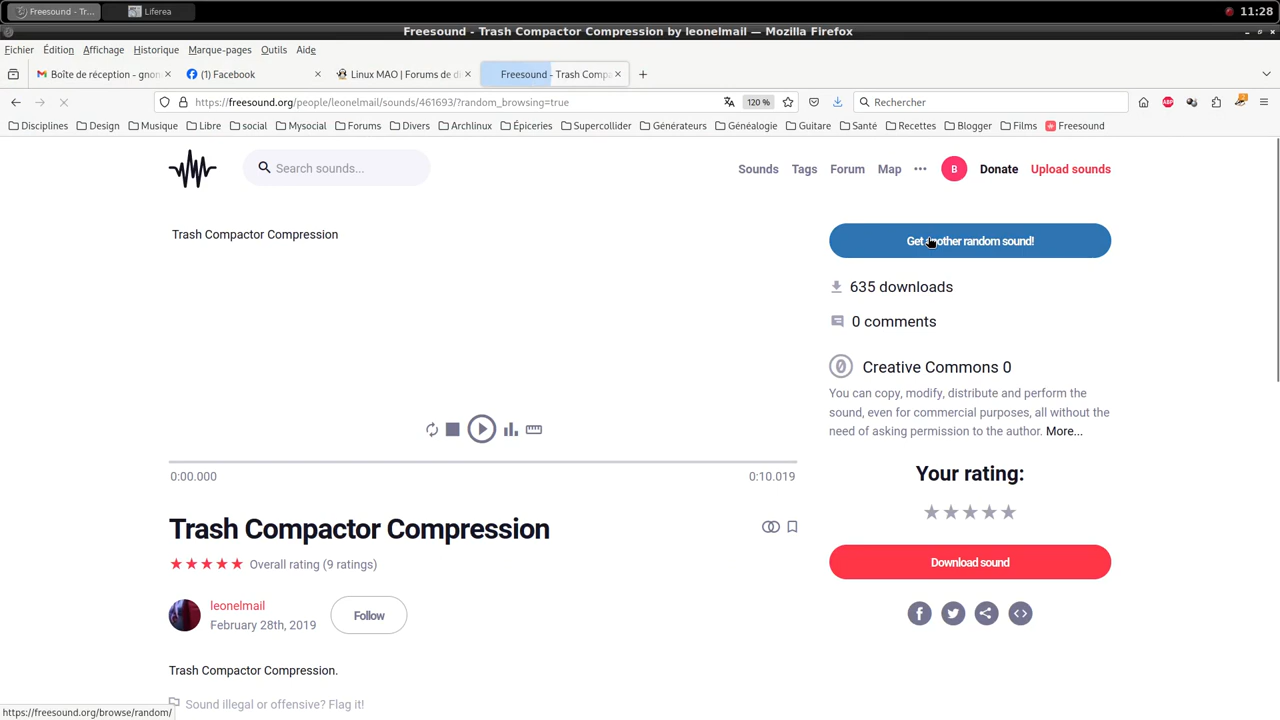 Freesound - Tr...
Liferea
11:28
Freesound - Trash Compactor Compression by leonelmail — Mozilla Firefox
Fichier Édition Affichage Historique Marque-pages Outils Aide
Boîte de réception - gnon
(1) Facebook
Linux MAO | Forums de di
Freesound - Trash Compa
https://freesound.org/people/leonelmail/sounds/461693/?random_browsing=true
120 %
Rechercher
Disciplines Design Musique Libre social Mysocial Forums Divers Archlinux Épiceries Supercollider Générateurs Généalogie Guitare Santé Recettes Blogger Films Freesound
Search sounds...
Sounds Tags Forum Map B Donate Upload sounds
Trash Compactor Compression
Get another random sound!
635 downloads
0 comments
Creative Commons 0
You can copy, modify, distribute and perform the
sound, even for commercial purposes, all without the
need of asking permission to the author. More...
0:00.000
0:10.019
Your rating:
Trash Compactor Compression
Overall rating (9 ratings)
Download sound
leonelmail
February 28th, 2019
Follow
Trash Compactor Compression.
Sound illegal or offensive? Flag it!
https://freesound.org/browse/random/